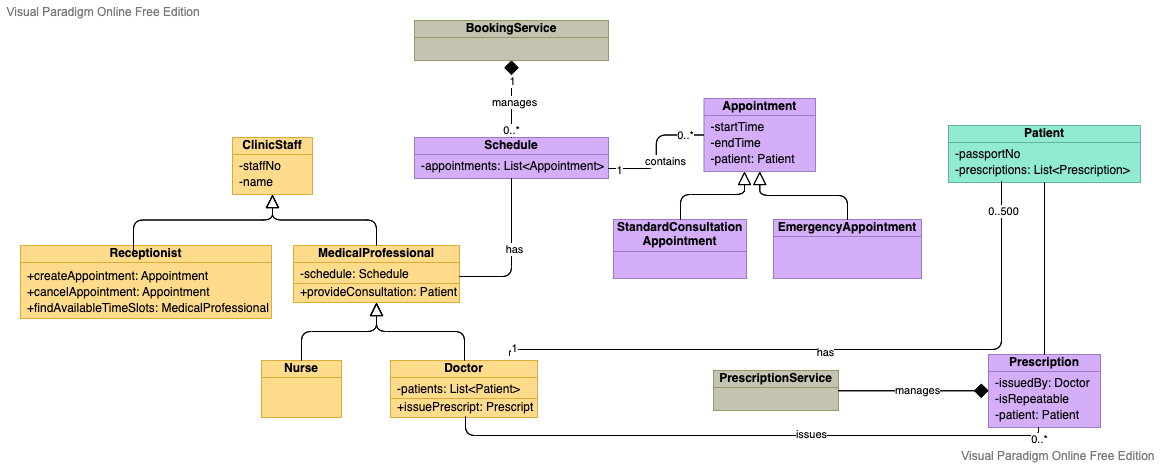 Visual Paradigm Online Free Edition
BookingService
1
manages
0..*
Appointment
-startTime
-endTime
-patient: Patient
ClinicStaff
-staffNo
-name
Schedule
-appointments: List<Appointment>
1
contains
0..*
Patient
-passportNo
-prescriptions: List<Prescription>
0..500
StandardConsultation
Appointment
EmergencyAppointment
Receptionist
+createAppointment: Appointment
+cancelAppointment: Appointment
+findAvailableTimeSlots: MedicalProfessional
MedicalProfessional
-schedule: Schedule
+provideConsultation: Patient
has
Nurse
Doctor
-patients: List<Patient>
+issuePrescript: Prescript
1
has
PrescriptionService
manages
Prescription
-issuedBy: Doctor
-isRepeatable
-patient: Patient
issues
0..*
Visual Paradigm Online Free Edition